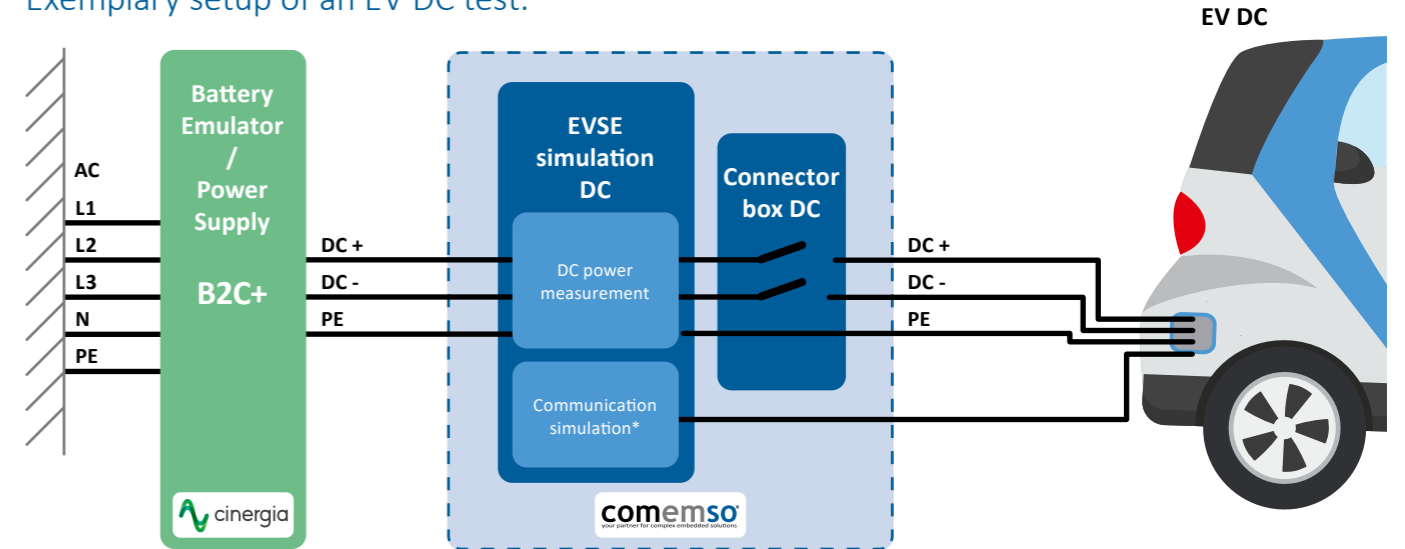 Exemplary setup of an EV DC test:
EV DC
Battery
Emulator
/
Power
Supply
B2C+
cinergia
AC
L1
L2
L3
N
PE
DC +
DC -
PE
EVSE
simulation
DC
DC power
measurement
Communication
simulation*
Connector
box DC
comemso
your partner for complex embedded solutions
DC +
DC -
PE